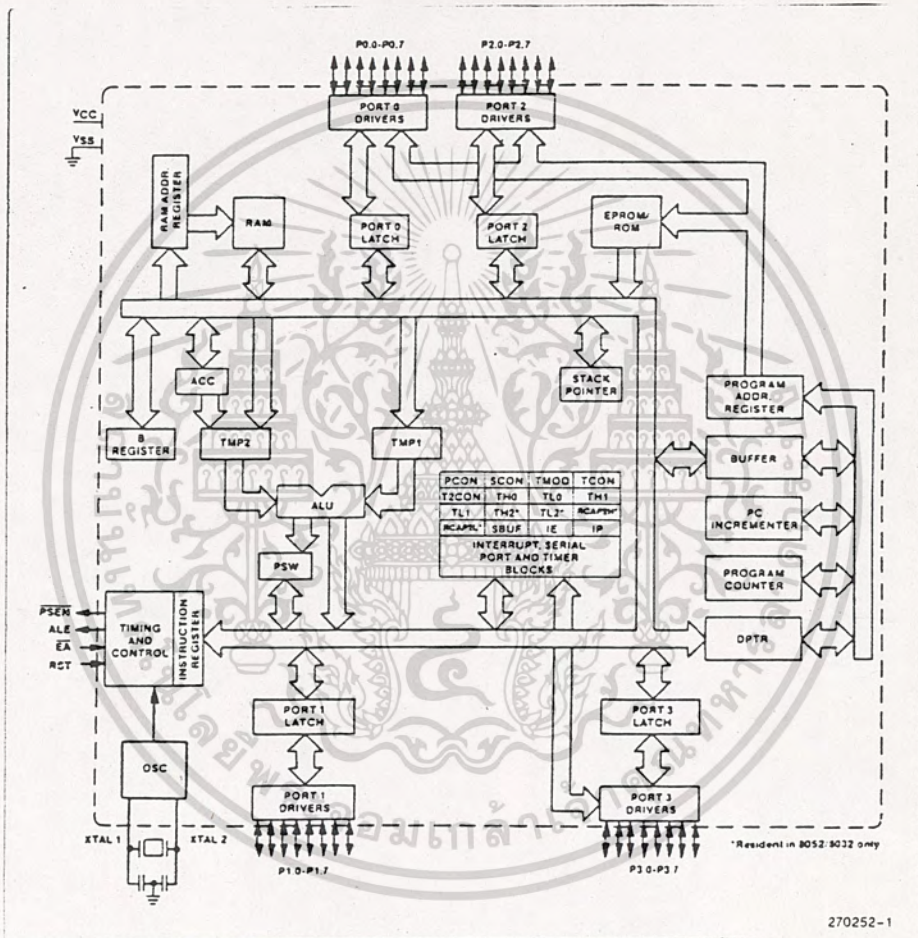 P0.0-P0.7
P2.0-P2.7
VCC
VSS
PORT 0
DRIVERS
PORT 2
DRIVERS
RAM ADDR.
REGISTER
RAM
PORT 0
LATCH
PORT 2
LATCH
EPROM/
ROM
ACC
STACK
POINTER
PROGRAM
ADDR.
REGISTER
B
REGISTER
TMP2
TMP1
BUFFER
ALU
PCON SCON TMOD TCON
T2CON TH0 TL0 TH1
TL1 TH2* TL2* RCAP2H*
RCAP2L* SBUF IE IP
INTERRUPT, SERIAL
PORT AND TIMER
BLOCKS
PC
INCREMENTER
PSW
PROGRAM
COUNTER
PSEN
ALE
EA
RST
TIMING
AND
CONTROL
INSTRUCTION
REGISTER
DPTR
PORT 1
LATCH
PORT 3
LATCH
OSC
PORT 1
DRIVERS
PORT 3
DRIVERS
XTAL 1
XTAL 2
*Resident in 8052/8032 only
P1.0-P1.7
P3.0-P3.7
270252-1